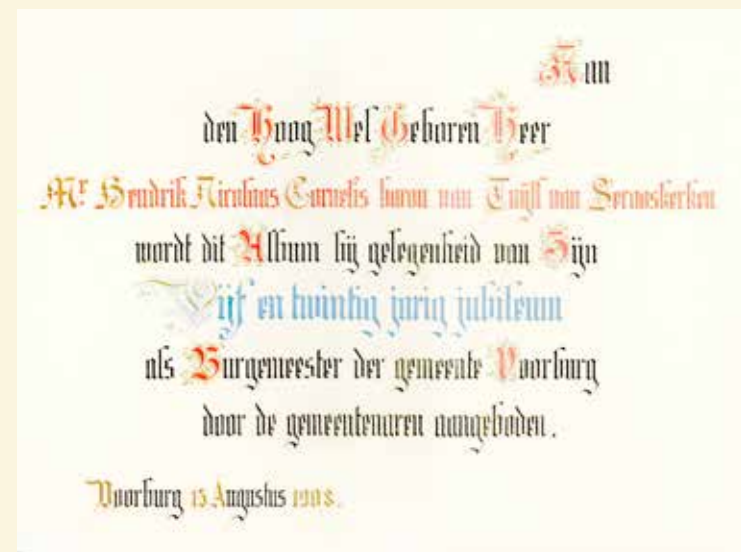 Aan
den Hoog Wel Geboren Heer
Mr. Hendrik Nicolaas Cornelis baron van Tuyll van Serooskerken
wordt dit Album bij gelegenheid van Zijn
Vijf en twintig jarig jubileum
als Burgemeester der gemeente Voorburg
door de gemeentenaren aangeboden.
Voorburg 15 Augustus 1908.